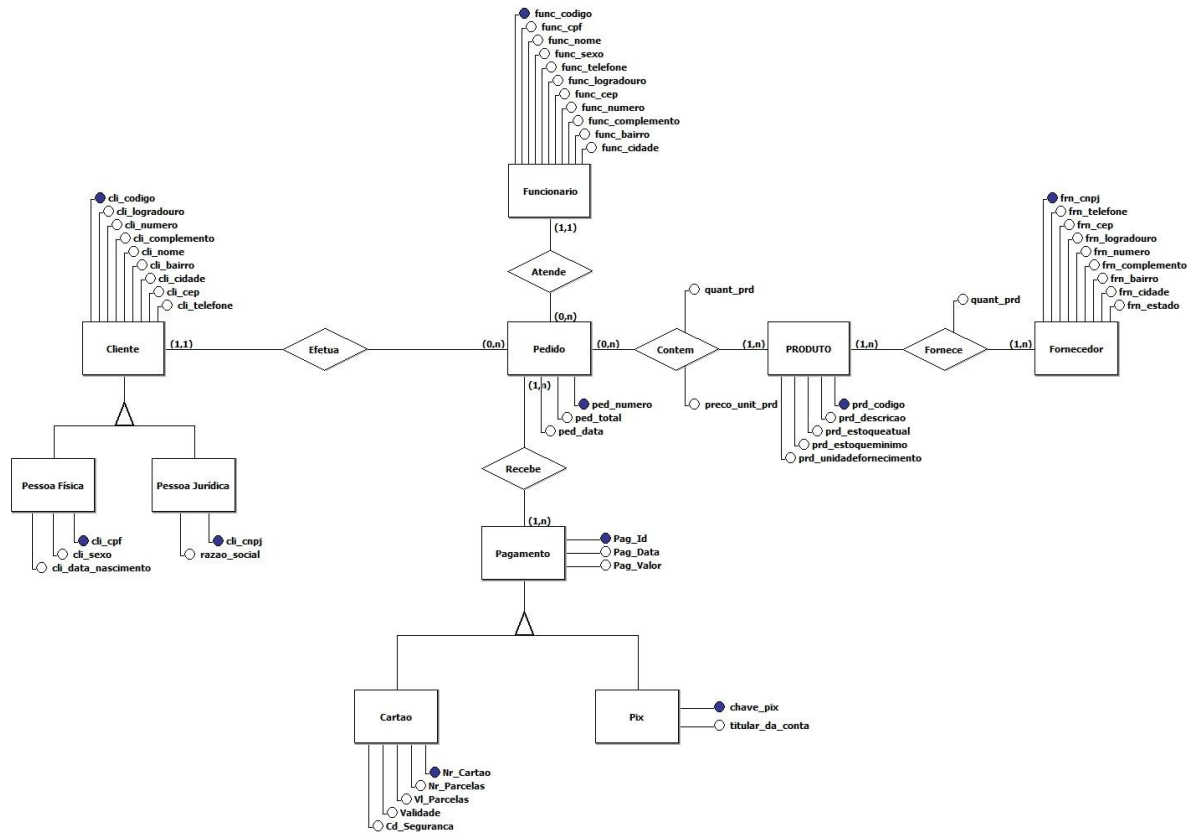 func_codigo
func_cpf
func_nome
func_sexo
func_telefone
func_logradouro
func_cep
func_numero
func_complemento
func_bairro
func_cidade
Funcionario
(1,1)
Atende
(0,n)
cli_codigo
cli_logradouro
cli_numero
cli_complemento
cli_nome
cli_bairro
cli_cidade
cli_cep
cli_telefone
Cliente
(1,1)
Efetua
(0,n)
Pedido
(0,n)
quant_prd
Contem
preco_unit_prd
(1,n)
PRODUTO
(1,n)
quant_prd
Fornece
(1,n)
frn_cnpj
frn_telefone
frn_cep
frn_logradouro
frn_numero
frn_complemento
frn_bairro
frn_cidade
frn_estado
Fornecedor
(1,n)
ped_numero
ped_total
ped_data
prd_codigo
prd_descricao
prd_estoqueatual
prd_estoqueminimo
prd_unidadefornecimento
Pessoa Física
Pessoa Jurídica
cli_cpf
cli_sexo
cli_data_nascimento
cli_cnpj
razao_social
Recebe
(1,n)
Pagamento
Pag_Id
Pag_Data
Pag_Valor
Cartao
Pix
chave_pix
titular_da_conta
Nr_Cartao
Nr_Parcelas
Vl_Parcelas
Validade
Cd_Seguranca